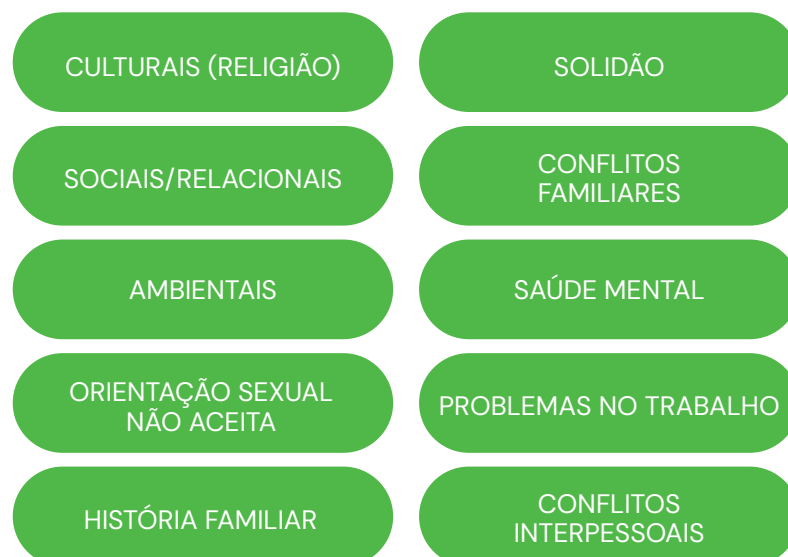 CULTURAIS (RELIGIÃO)
SOLIDÃO
SOCIAIS/RELACIONAIS
CONFLITOS
FAMILIARES
AMBIENTAIS
SAÚDE MENTAL
ORIENTAÇÃO SEXUAL
NÃO ACEITA
PROBLEMAS NO TRABALHO
HISTÓRIA FAMILIAR
CONFLITOS
INTERPESSOAIS